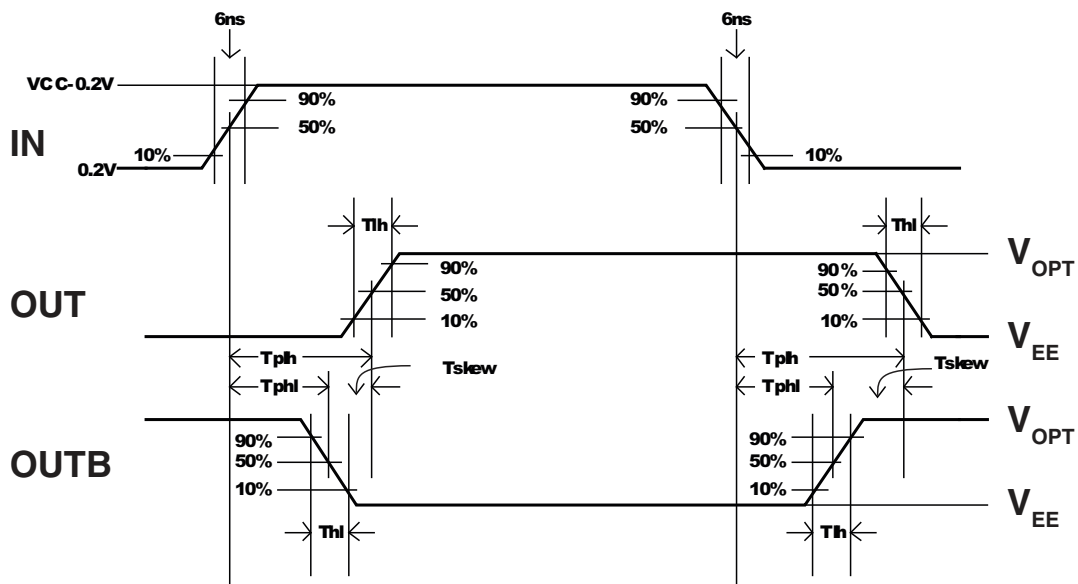 6ns 6ns
VCC-0.2V
90% 90%
50% 50%
IN
10% 10%
0.2V
Tlh Thl
VOPT
90% 90%
OUT 50% 50%
10% 10%
VEE
Tplh Tskew Tplh Tskew
Tphl Tphl
VOPT
90% 90%
OUTB 50% 50%
10% 10%
VEE
Thl Tlh